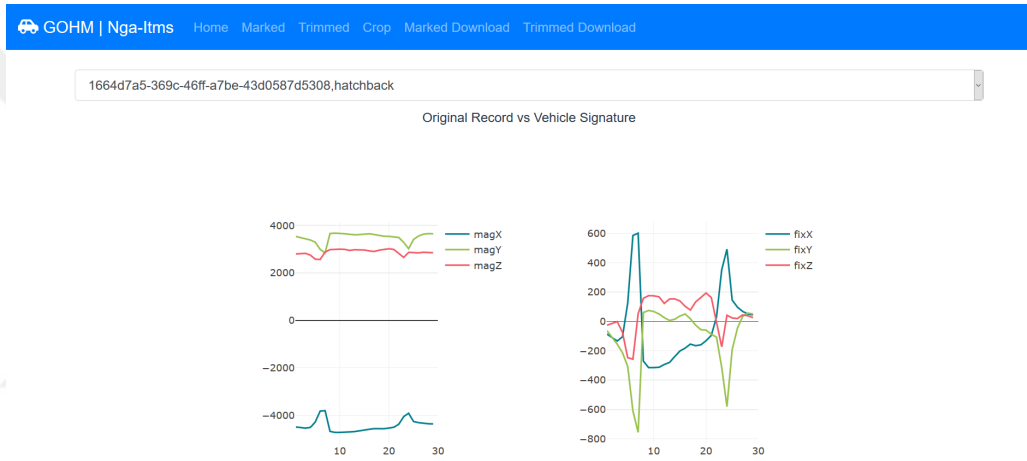 GOHM | Nga-Itms Home Marked Trimmed Crop Marked Download Trimmed Download
1664d7a5-369c-46ff-a7be-43d0587d5308,hatchback
Original Record vs Vehicle Signature
4000
2000
0
−2000
−4000
10 20 30
magX
magY
magZ
600
400
200
0
−200
−400
−600
−800
10 20 30
fixX
fixY
fixZ